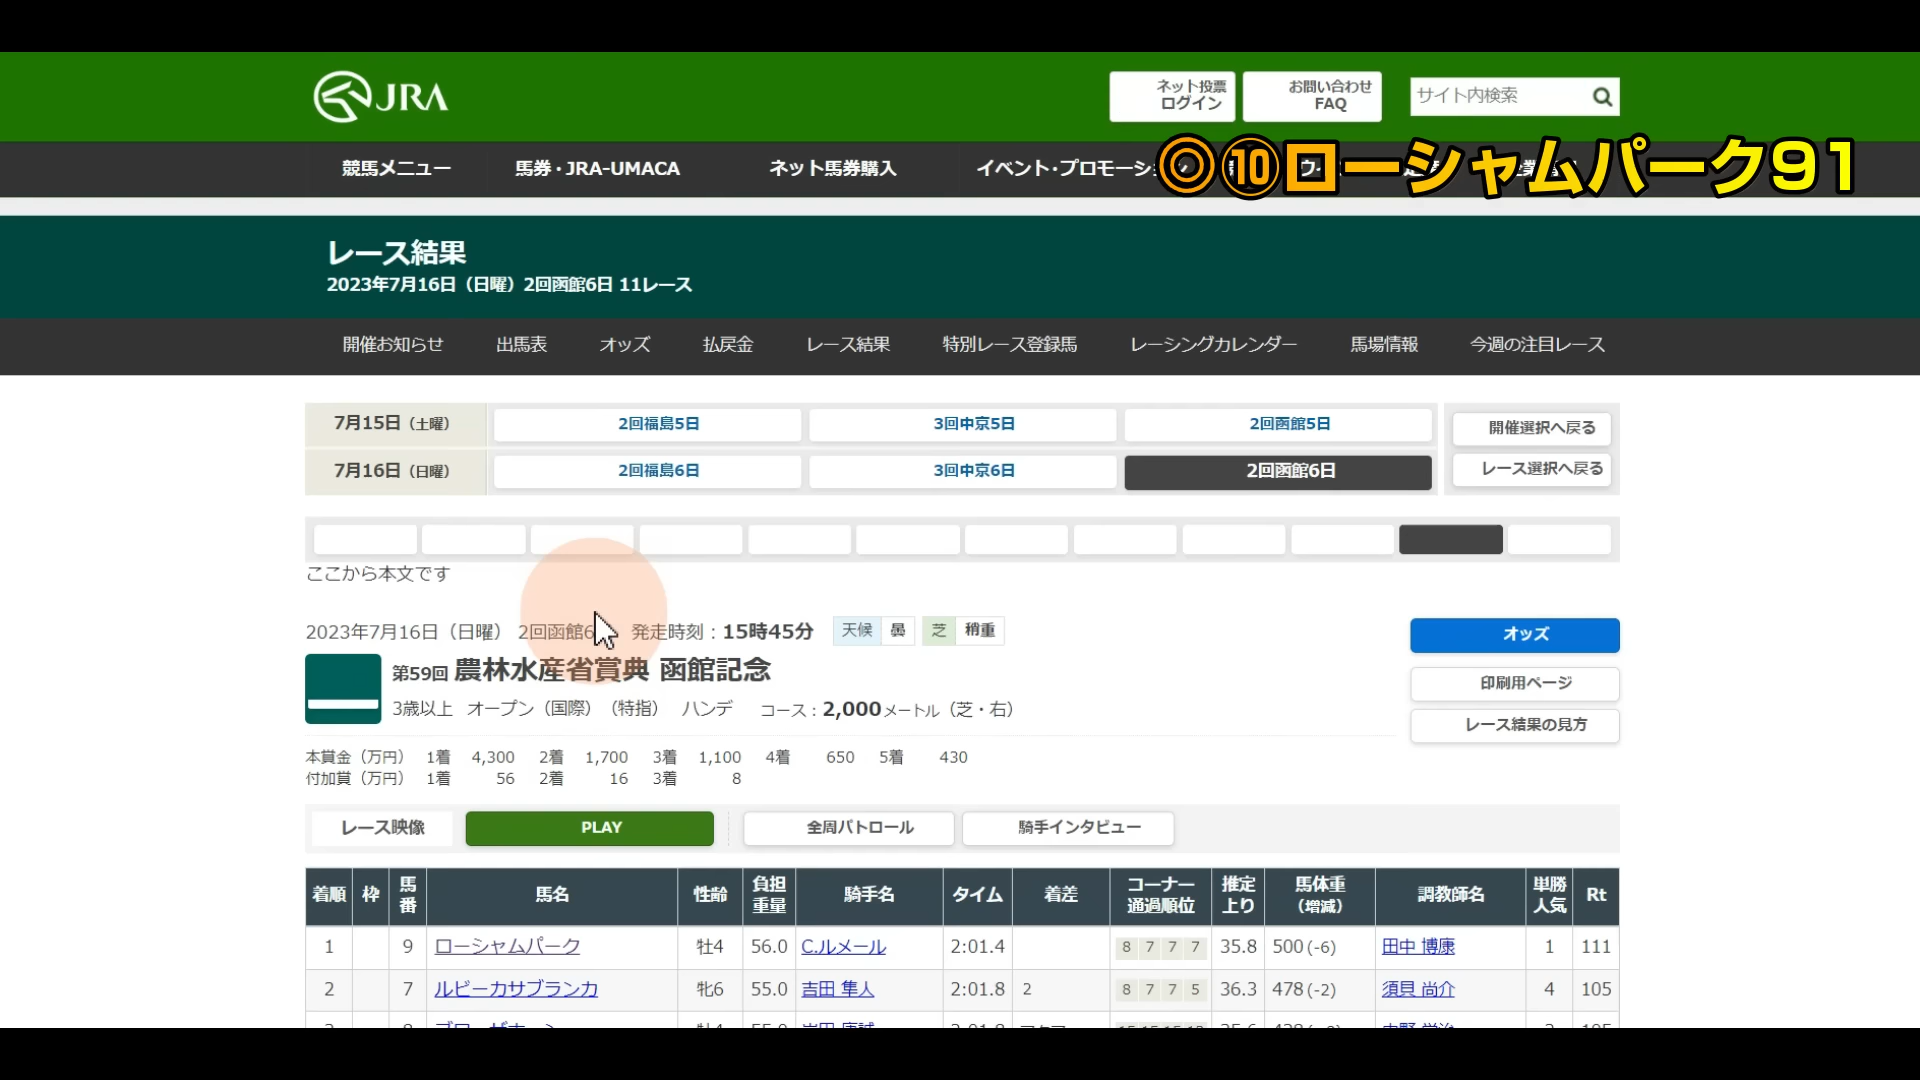 JRA
ネット投票
ログイン
お問い合わせ
FAQ
サイト内検索
競馬メニュー 馬券・JRA-UMACA ネット馬券購入 イベント・プロモーション
◎⑩ローシャムパーク91
レース結果
2023年7月16日（日曜）2回函館6日 11レース
開催お知らせ 出馬表 オッズ 払戻金 レース結果 特別レース登録馬 レーシングカレンダー 馬場情報 今週の注目レース
7月15日（土曜） 2回福島5日 3回中京5日 2回函館5日 開催選択へ戻る
7月16日（日曜） 2回福島6日 3回中京6日 2回函館6日 レース選択へ戻る
ここから本文です
2023年7月16日（日曜） 2回函館6 発走時刻：15時45分 天候 曇 芝 稍重
オッズ
第59回 農林水産省賞典 函館記念
3歳以上 オープン（国際）（特指） ハンデ コース：2,000メートル（芝・右）
印刷用ページ
レース結果の見方
本賞金（万円） 1着 4,300 2着 1,700 3着 1,100 4着 650 5着 430
付加賞（万円） 1着 56 2着 16 3着 8
レース映像 PLAY 全周パトロール 騎手インタビュー
着順 枠 馬番 馬名 性齢 負担重量 騎手名 タイム 着差 コーナー通過順位 推定上り 馬体重（増減） 調教師名 単勝人気 Rt
1 9 ローシャムパーク 牡4 56.0 C.ルメール 2:01.4 8 7 7 7 35.8 500(-6) 田中 博康 1 111
2 7 ルビーカサブランカ 牝6 55.0 吉田 隼人 2:01.8 2 8 7 7 5 36.3 478(-2) 須貝 尚介 4 105